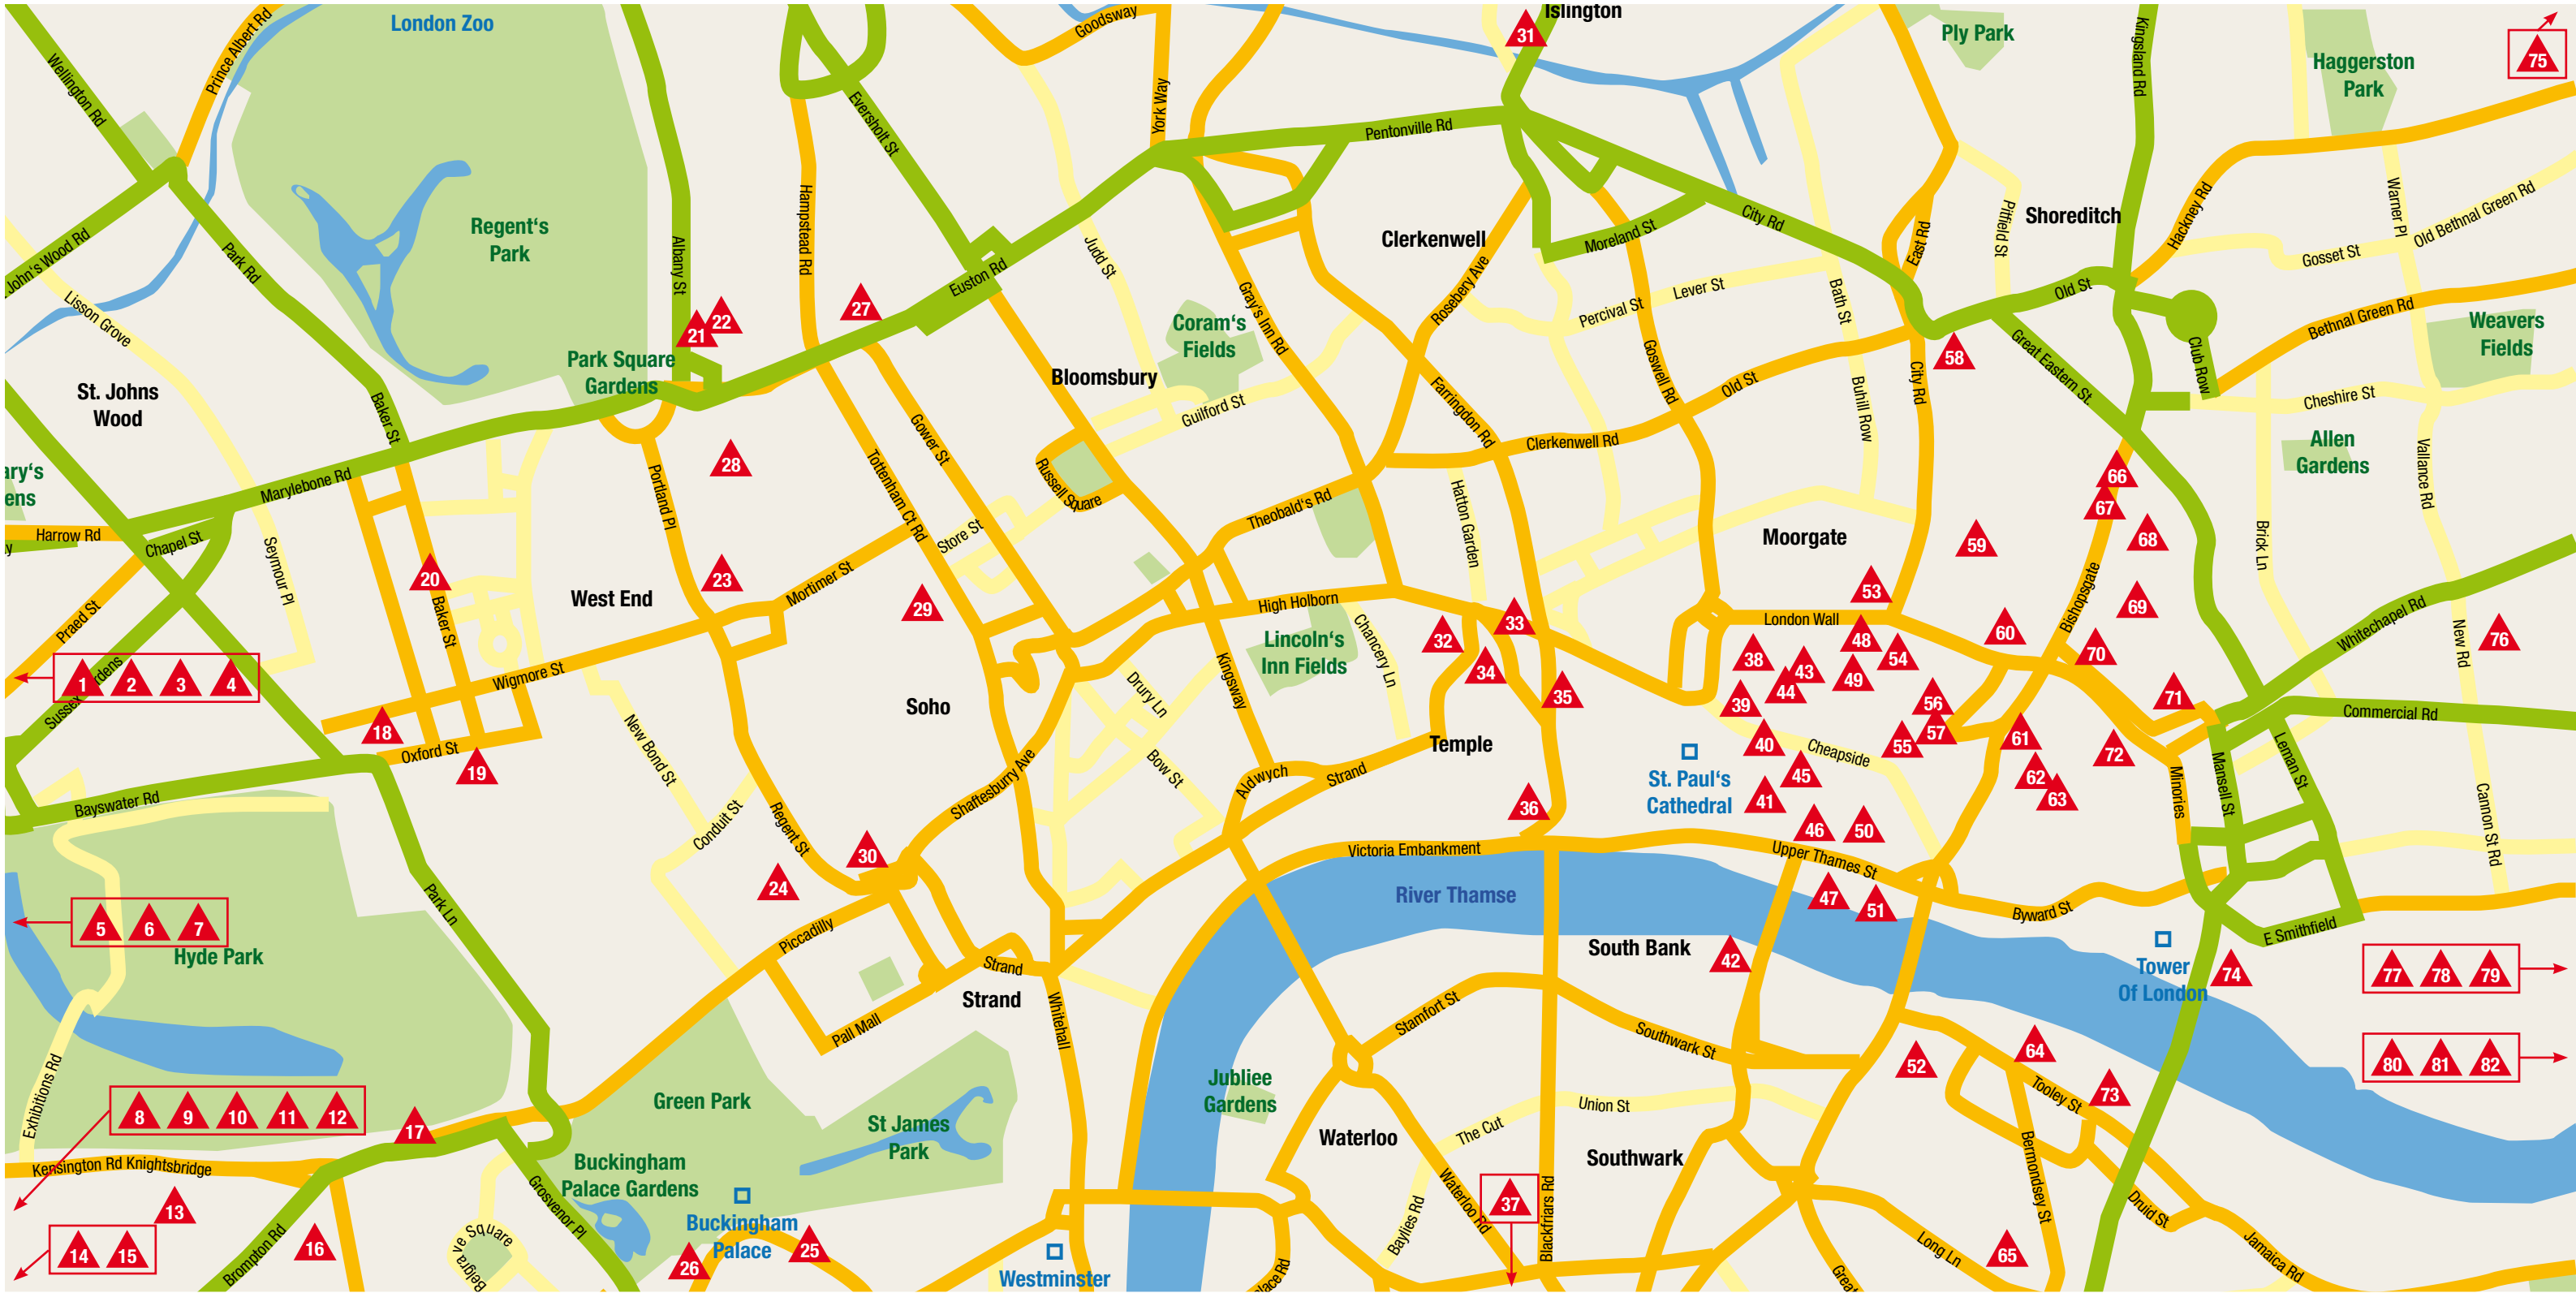 London Zoo
Prince Albert Rd
Goodsway
Islington
31
Ply Park
Kingsland Rd
Haggerston
Park
75
Wellington Rd
Eversholt St
York Way
Pentonville Rd
Regent's
Park
Hampstead Rd
Albany St
Park Rd
John's Wood Rd
Lisson Grove
Judd St
Euston Rd
Gray's Inn Rd
Clerkenwell
Rosebery Ave
Moreland St
City Rd
East Rd
Pitfield St
Shoreditch
Hackney Rd
Warner Pl
Old Bethnal Green Rd
Gosset St
Percival St
Lever St
Bath St
Old St
21
22
27
Coram's
Fields
58
Great Eastern St.
Club Row
Bethnal Green Rd
Weavers
Fields
Park Square
Gardens
St. Johns
Wood
Baker St
Bloomsbury
Guilford St
Gower St
Farringdon Rd
Goswell Rd
Old St
Buhill Row
City Rd
Cheshire St
Allen
Gardens
Vallance Rd
ary's
ens
Marylebone Rd
28
Portland Pl
Tottenham Ct Rd
Russell Square
Theobald's Rd
Clerkenwell Rd
Hatton Garden
Moorgate
59
66
67
68
Brick Ln
Harrow Rd
y
Chapel St
Seymour Pl
Store St
20
Baker St
West End
23
Mortimer St
29
High Holborn
Lincoln's
Inn Fields
Chancery Ln
32
33
34
35
53
London Wall
38
48
54
43
44
49
39
60
Bishopsgate
69
70
Whitechapel Rd
New Rd
76
Praed St
1
2
3
4
Sussex Gardens
Wigmore St
18
Oxford St
19
New Bond St
Soho
Drury Ln
Kingsway
Temple
56
57
55
40
Cheapside
45
41
61
62
63
71
72
Commercial Rd
Leman St
Mansell St
Minories
Cannon St Rd
St. Paul's
Cathedral
Bayswater Rd
Conduit St
Regent St
Shaftesbury Ave
Bow St
Aldwych
Strand
36
46
50
Victoria Embankment
Upper Thames St
24
30
Park Ln
Piccadilly
River Thamse
47
51
Byward St
E Smithfield
5
6
7
Hyde Park
South Bank
42
Tower
Of London
74
77
78
79
Strand
Strand
Pall Mall
Whitehall
Stamfort St
Southwark St
52
64
80
81
82
Exhibitions Rd
Green Park
St James
Park
Jubliee
Gardens
Waterloo
The Cut
Union St
Tooley St
73
8
9
10
11
12
17
Kensington Rd Knightsbridge
Buckingham
Palace Gardens
Southwark
Bermondsey St
Druid St
13
14
15
16
Brompton Rd
Grosvenor Pl
Belgra
ve Square
Buckingham
Palace
25
26
Westminster
lace Rd
Baylies Rd
Waterloo Rd
37
Blackfriars Rd
Great
Long Ln
65
Jamaica Rd